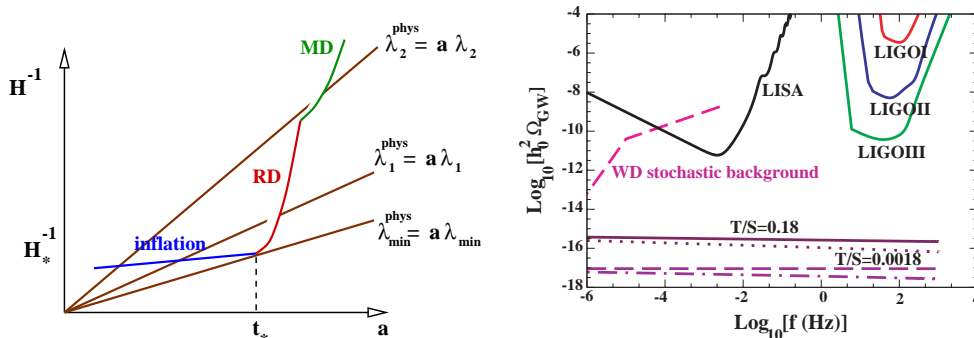 H^-1
H_*^-1
a
t_*
inflation
RD
MD
λ_2^phys = a λ_2
λ_1^phys = a λ_1
λ_min^phys = a λ_min
Log_10[h_0^2 Ω_GW]
-4
-6
-8
-10
-12
-14
-16
-18
-6
-4
-2
0
2
4
Log_10[f (Hz)]
LISA
LIGOI
LIGOII
LIGOIII
WD stochastic background
T/S=0.18
T/S=0.0018